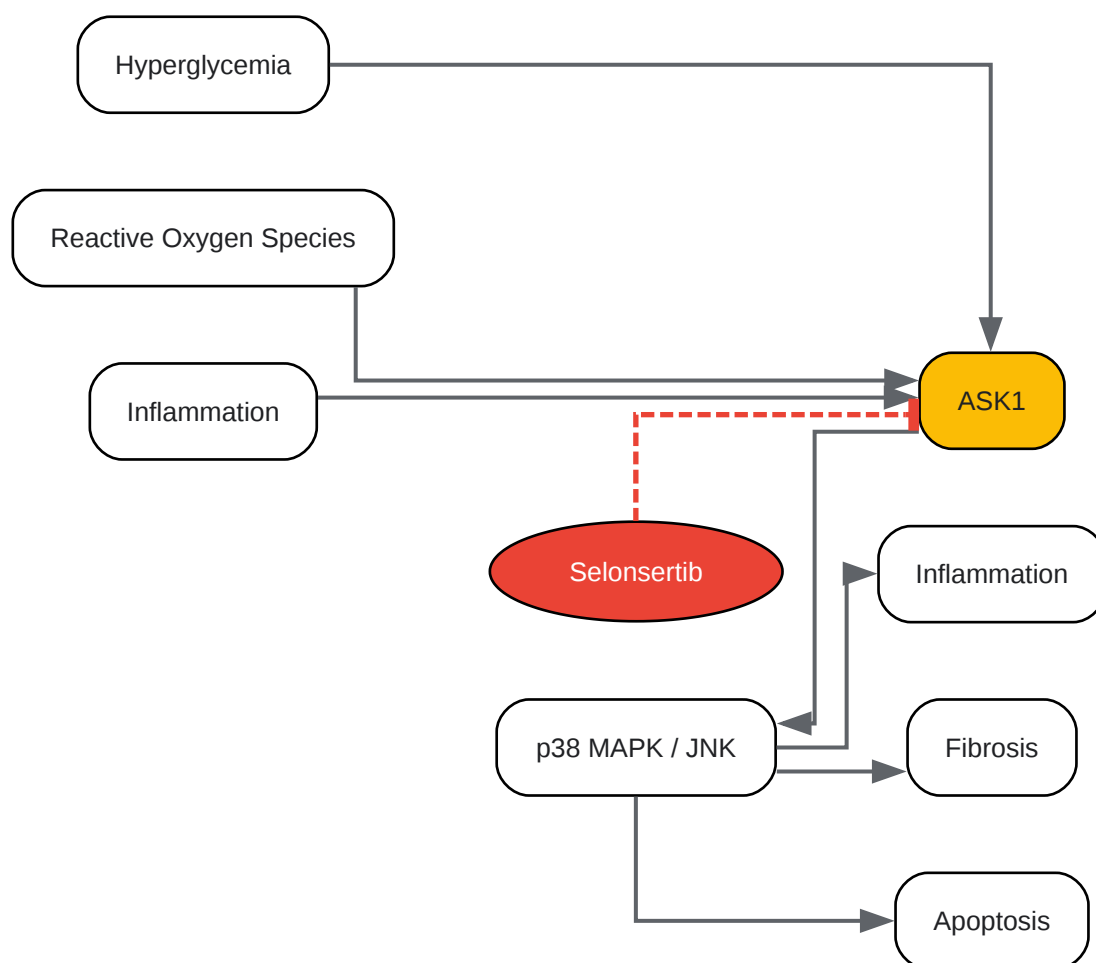 Hyperglycemia
Reactive Oxygen Species
Inflammation
ASK1
Selonsertib
Inflammation
p38 MAPK / JNK
Fibrosis
Apoptosis